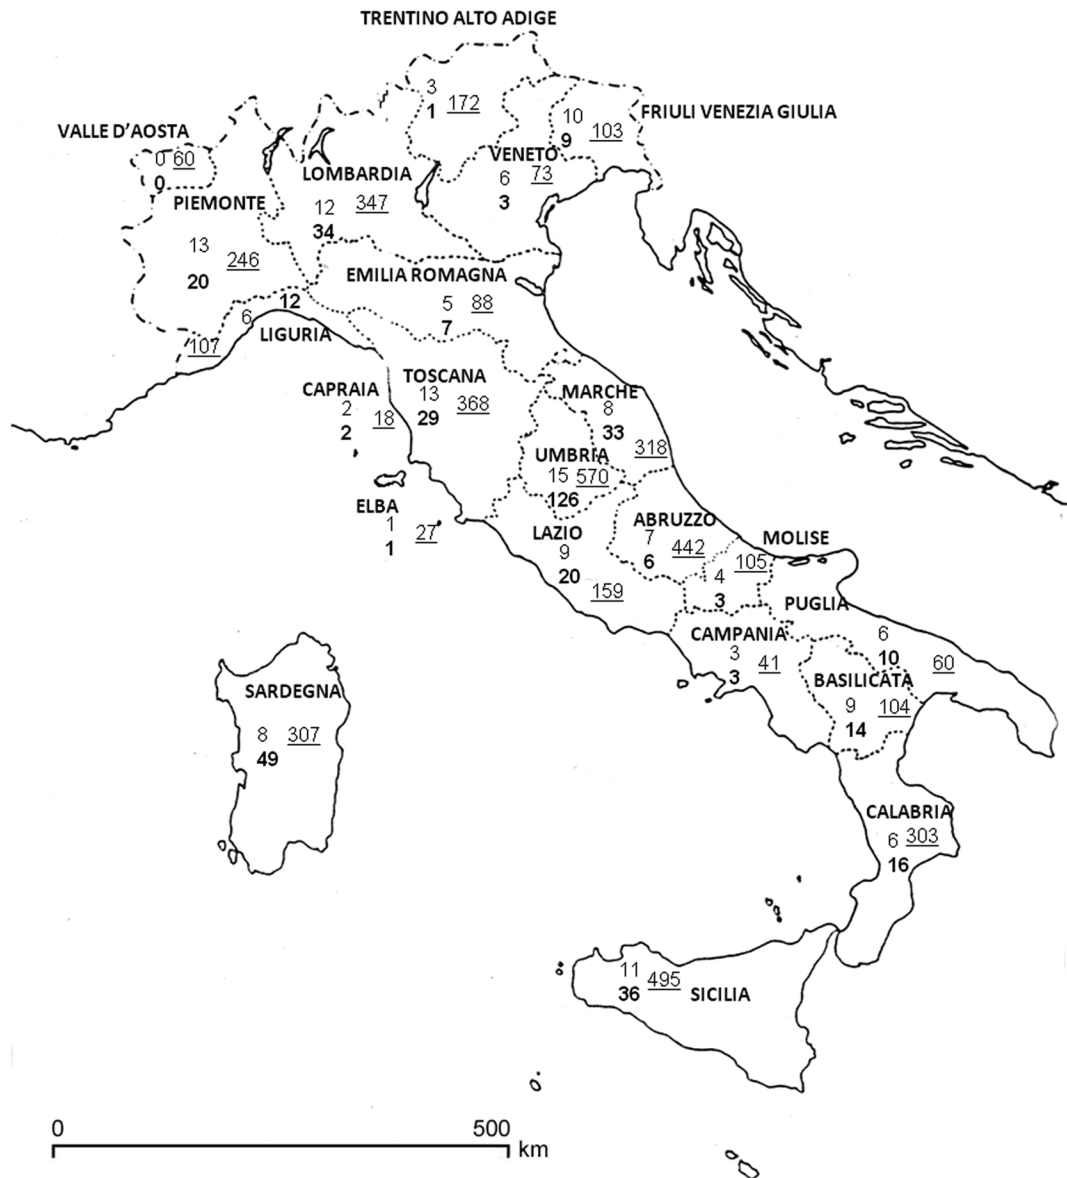 TRENTINO ALTO ADIGE
3
1 172
FRIULI VENEZIA GIULIA
10
9 103
VALLE D'AOSTA
0 60
0
VENETO
6 73
3
LOMBARDIA
12 347
34
PIEMONTE
13 246
20
EMILIA ROMAGNA
5 88
7
12
6
LIGURIA
107
CAPRAIA
2 18
2
TOSCANA
13 368
29
MARCHE
8
33 318
UMBRIA
15 570
126
ELBA
1 27
1
LAZIO
9
20 159
ABRUZZO
7 442
6
MOLISE
105
4
3
PUGLIA
6
10 60
CAMPANIA
3 41
3
BASILICATA
9 104
14
SARDEGNA
8 307
49
CALABRIA
6 303
16
11 495
36 SICILIA
0 500
km